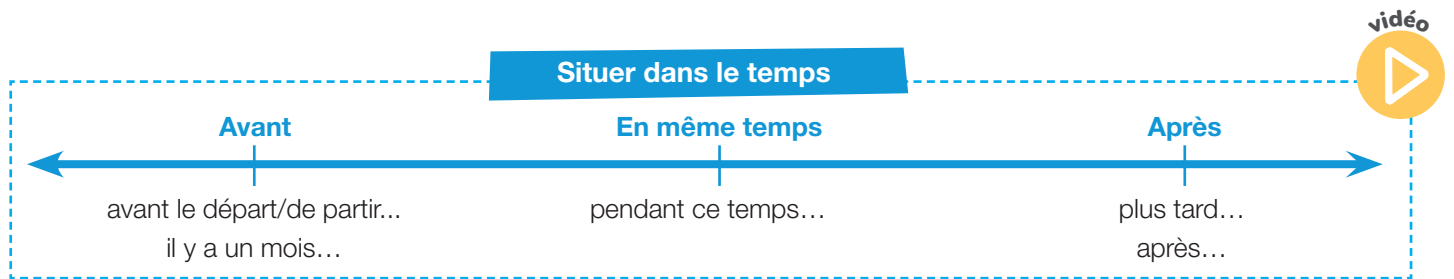 vidéo
Situer dans le temps
Avant En même temps Après
avant le départ/de partir... pendant ce temps… plus tard…
il y a un mois… après…